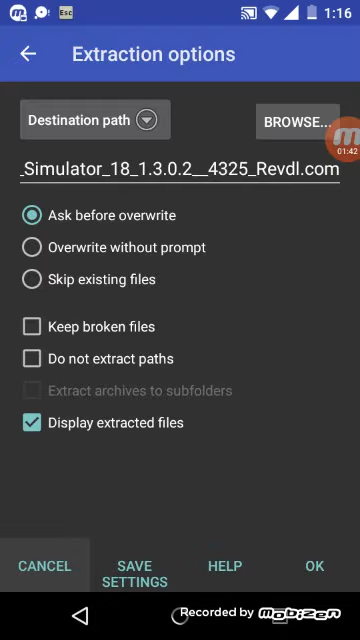 Esc
1:16
Extraction options
Destination path
BROWSE...
01:42
_Simulator_18_1.3.0.2__4325_Revdl.com
Ask before overwrite
Overwrite without prompt
Skip existing files
Keep broken files
Do not extract paths
Extract archives to subfolders
Display extracted files
CANCEL
SAVE SETTINGS
HELP
OK
Recorded by mobizen